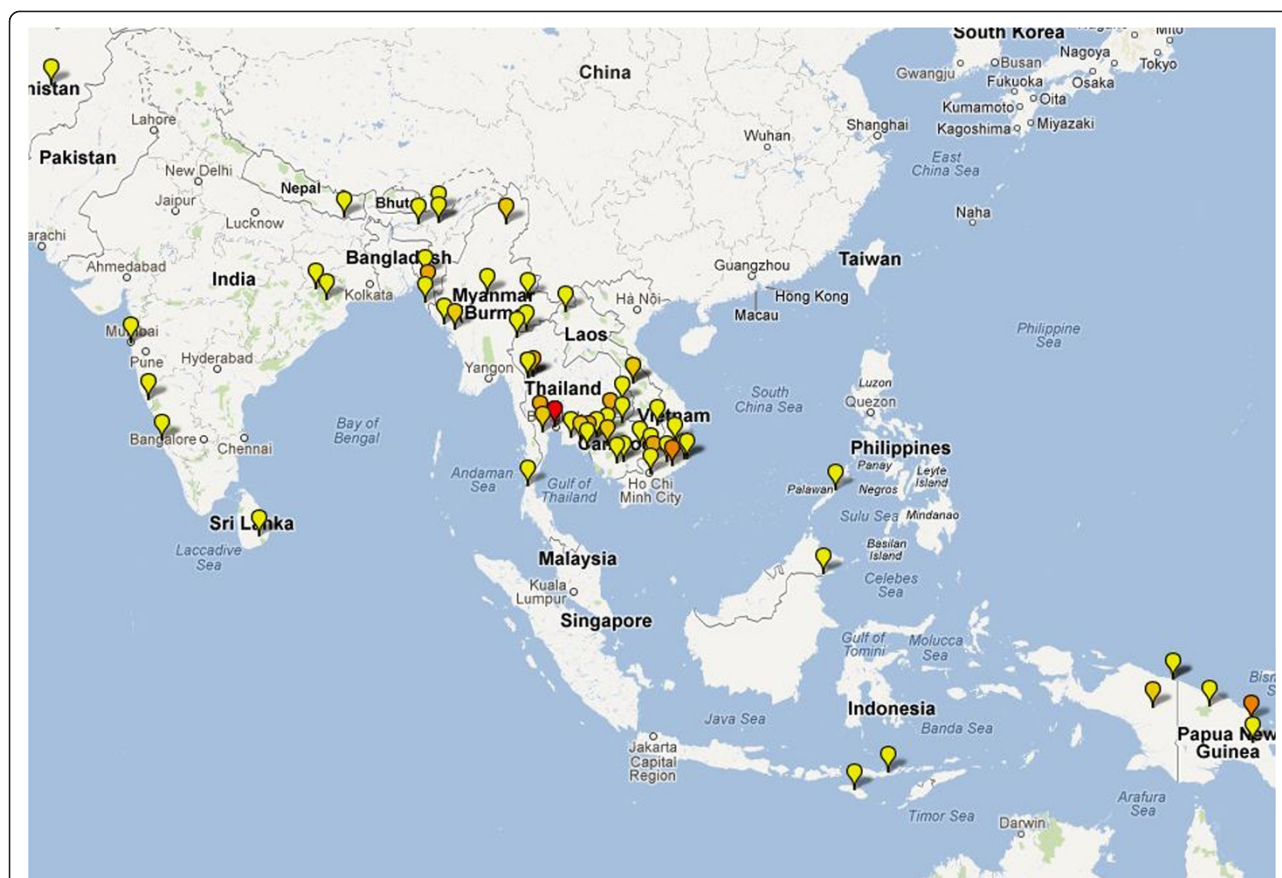 South Korea
Mito
Nagoya
Tokyo
Gwangju
Busan
Osaka
Fukuoka
Oita
Kumamoto
Kagoshima
Miyazaki
China
nistan
Lahore
Shanghai
Wuhan
Pakistan
East
China Sea
New Delhi
Nepal
Jaipur
Bhuta
Lucknow
Naha
arachi
Bangladesh
Taiwan
Ahmedabad
India
Kolkata
Guangzhou
Hong Kong
Myanmar
Burm
Hà Nội
Macau
Laos
Mumbai
Pune
Hyderabad
Yangon
Philippine
Sea
Luzon
Thailand
South
China Sea
Quezon
Bay of
Bengal
Vietnam
Bangalore
Chennai
Philippines
Andaman
Sea
Gulf of
Thailand
Ho Chi
Minh City
Panay
Leyte
Island
Palawan
Negros
Sulu Sea
Mindanao
Sri Lanka
Laccadive
Sea
Basilan
Island
Malaysia
Celebes
Sea
Kuala
Lumpur
Singapore
Gulf of
Tomini
Molucca
Sea
Indonesia
Java Sea
Banda Sea
Papua New
Guinea
Jakarta
Capital
Region
Arafura
Sea
Timor Sea
Darwin